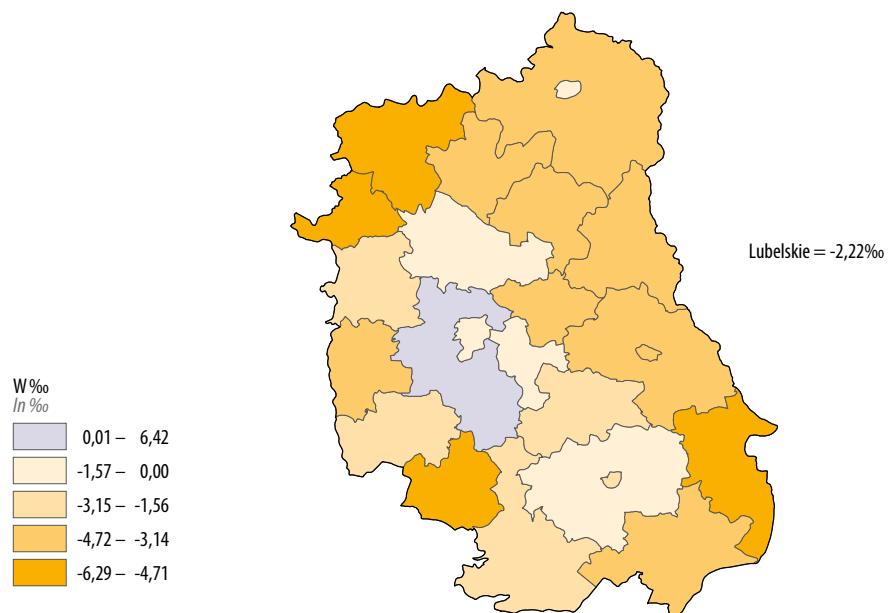 Lubelskie = -2,22‰
W ‰
In ‰
0,01 – 6,42
-1,57 – 0,00
-3,15 – -1,56
-4,72 – -3,14
-6,29 – -4,71